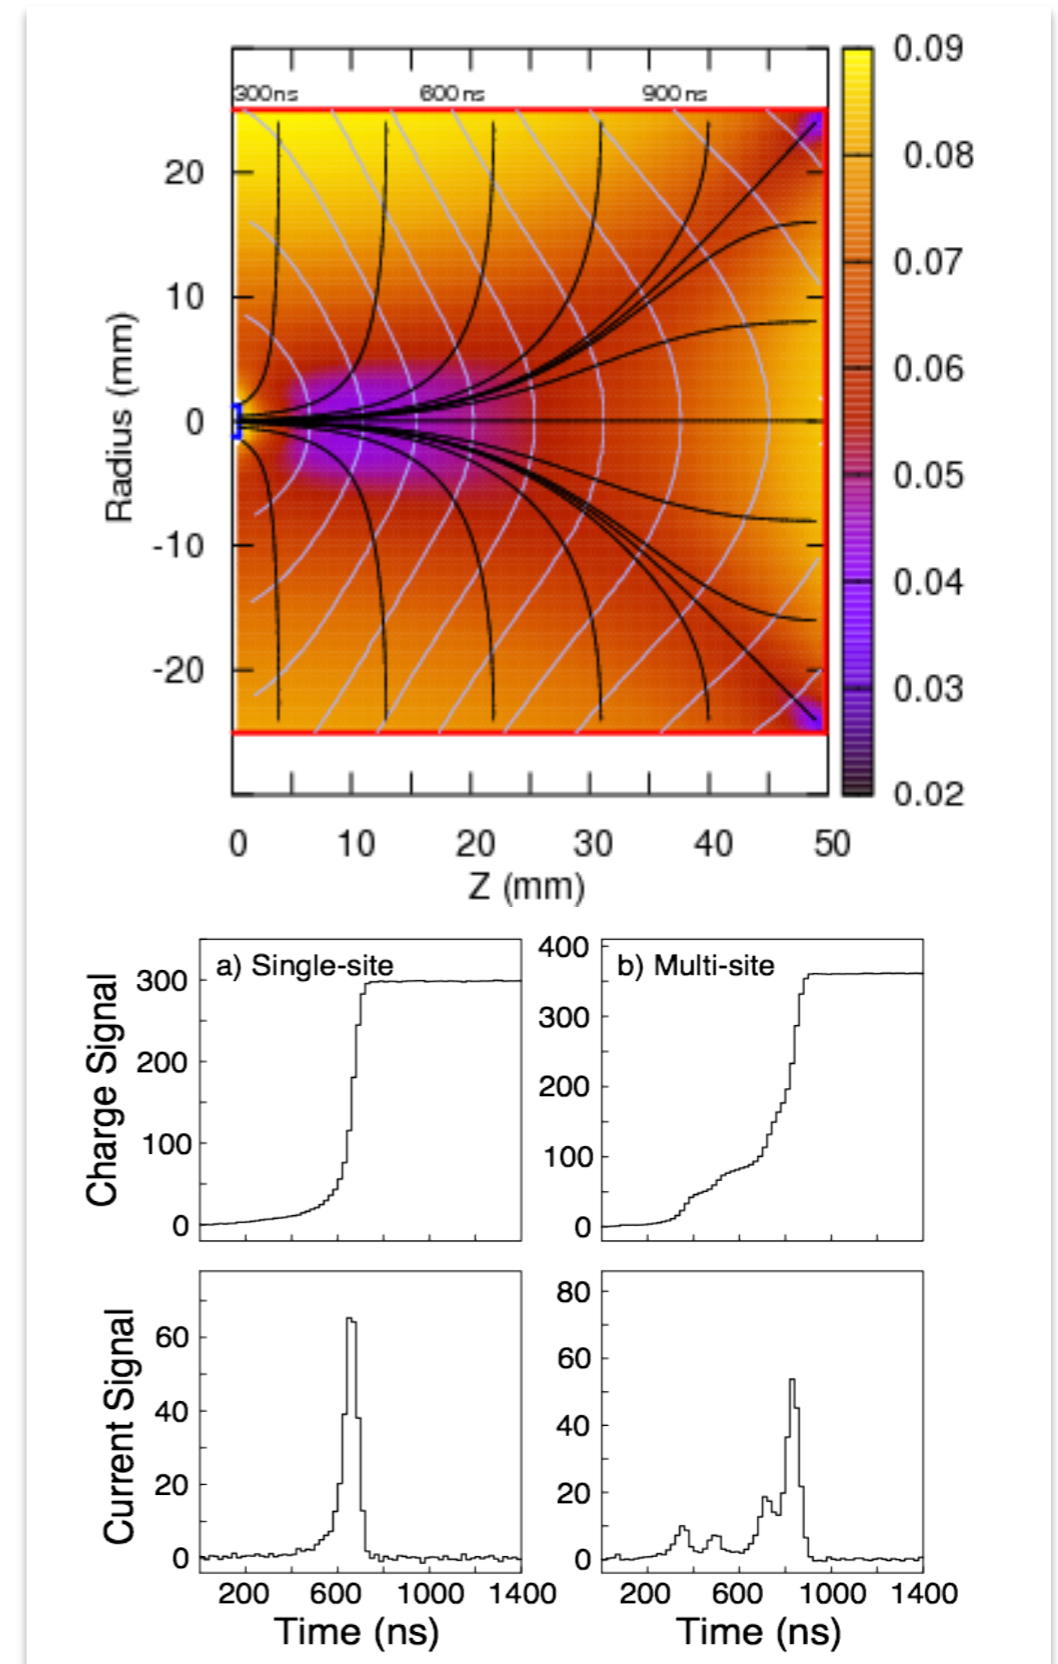 0.09
300ns 600ns 900ns
20
0.08
10
0.07
Radius (mm)
0
0.06
0.05
-10
0.04
-20
0.03
0.02
0 10 20 30 40 50
Z (mm)
a) Single-site
b) Multi-site
Charge Signal
300
200
100
0
400
300
200
100
0
Current Signal
60
40
20
0
80
60
40
20
0
200 600 1000 1400
200 600 1000 1400
Time (ns)
Time (ns)